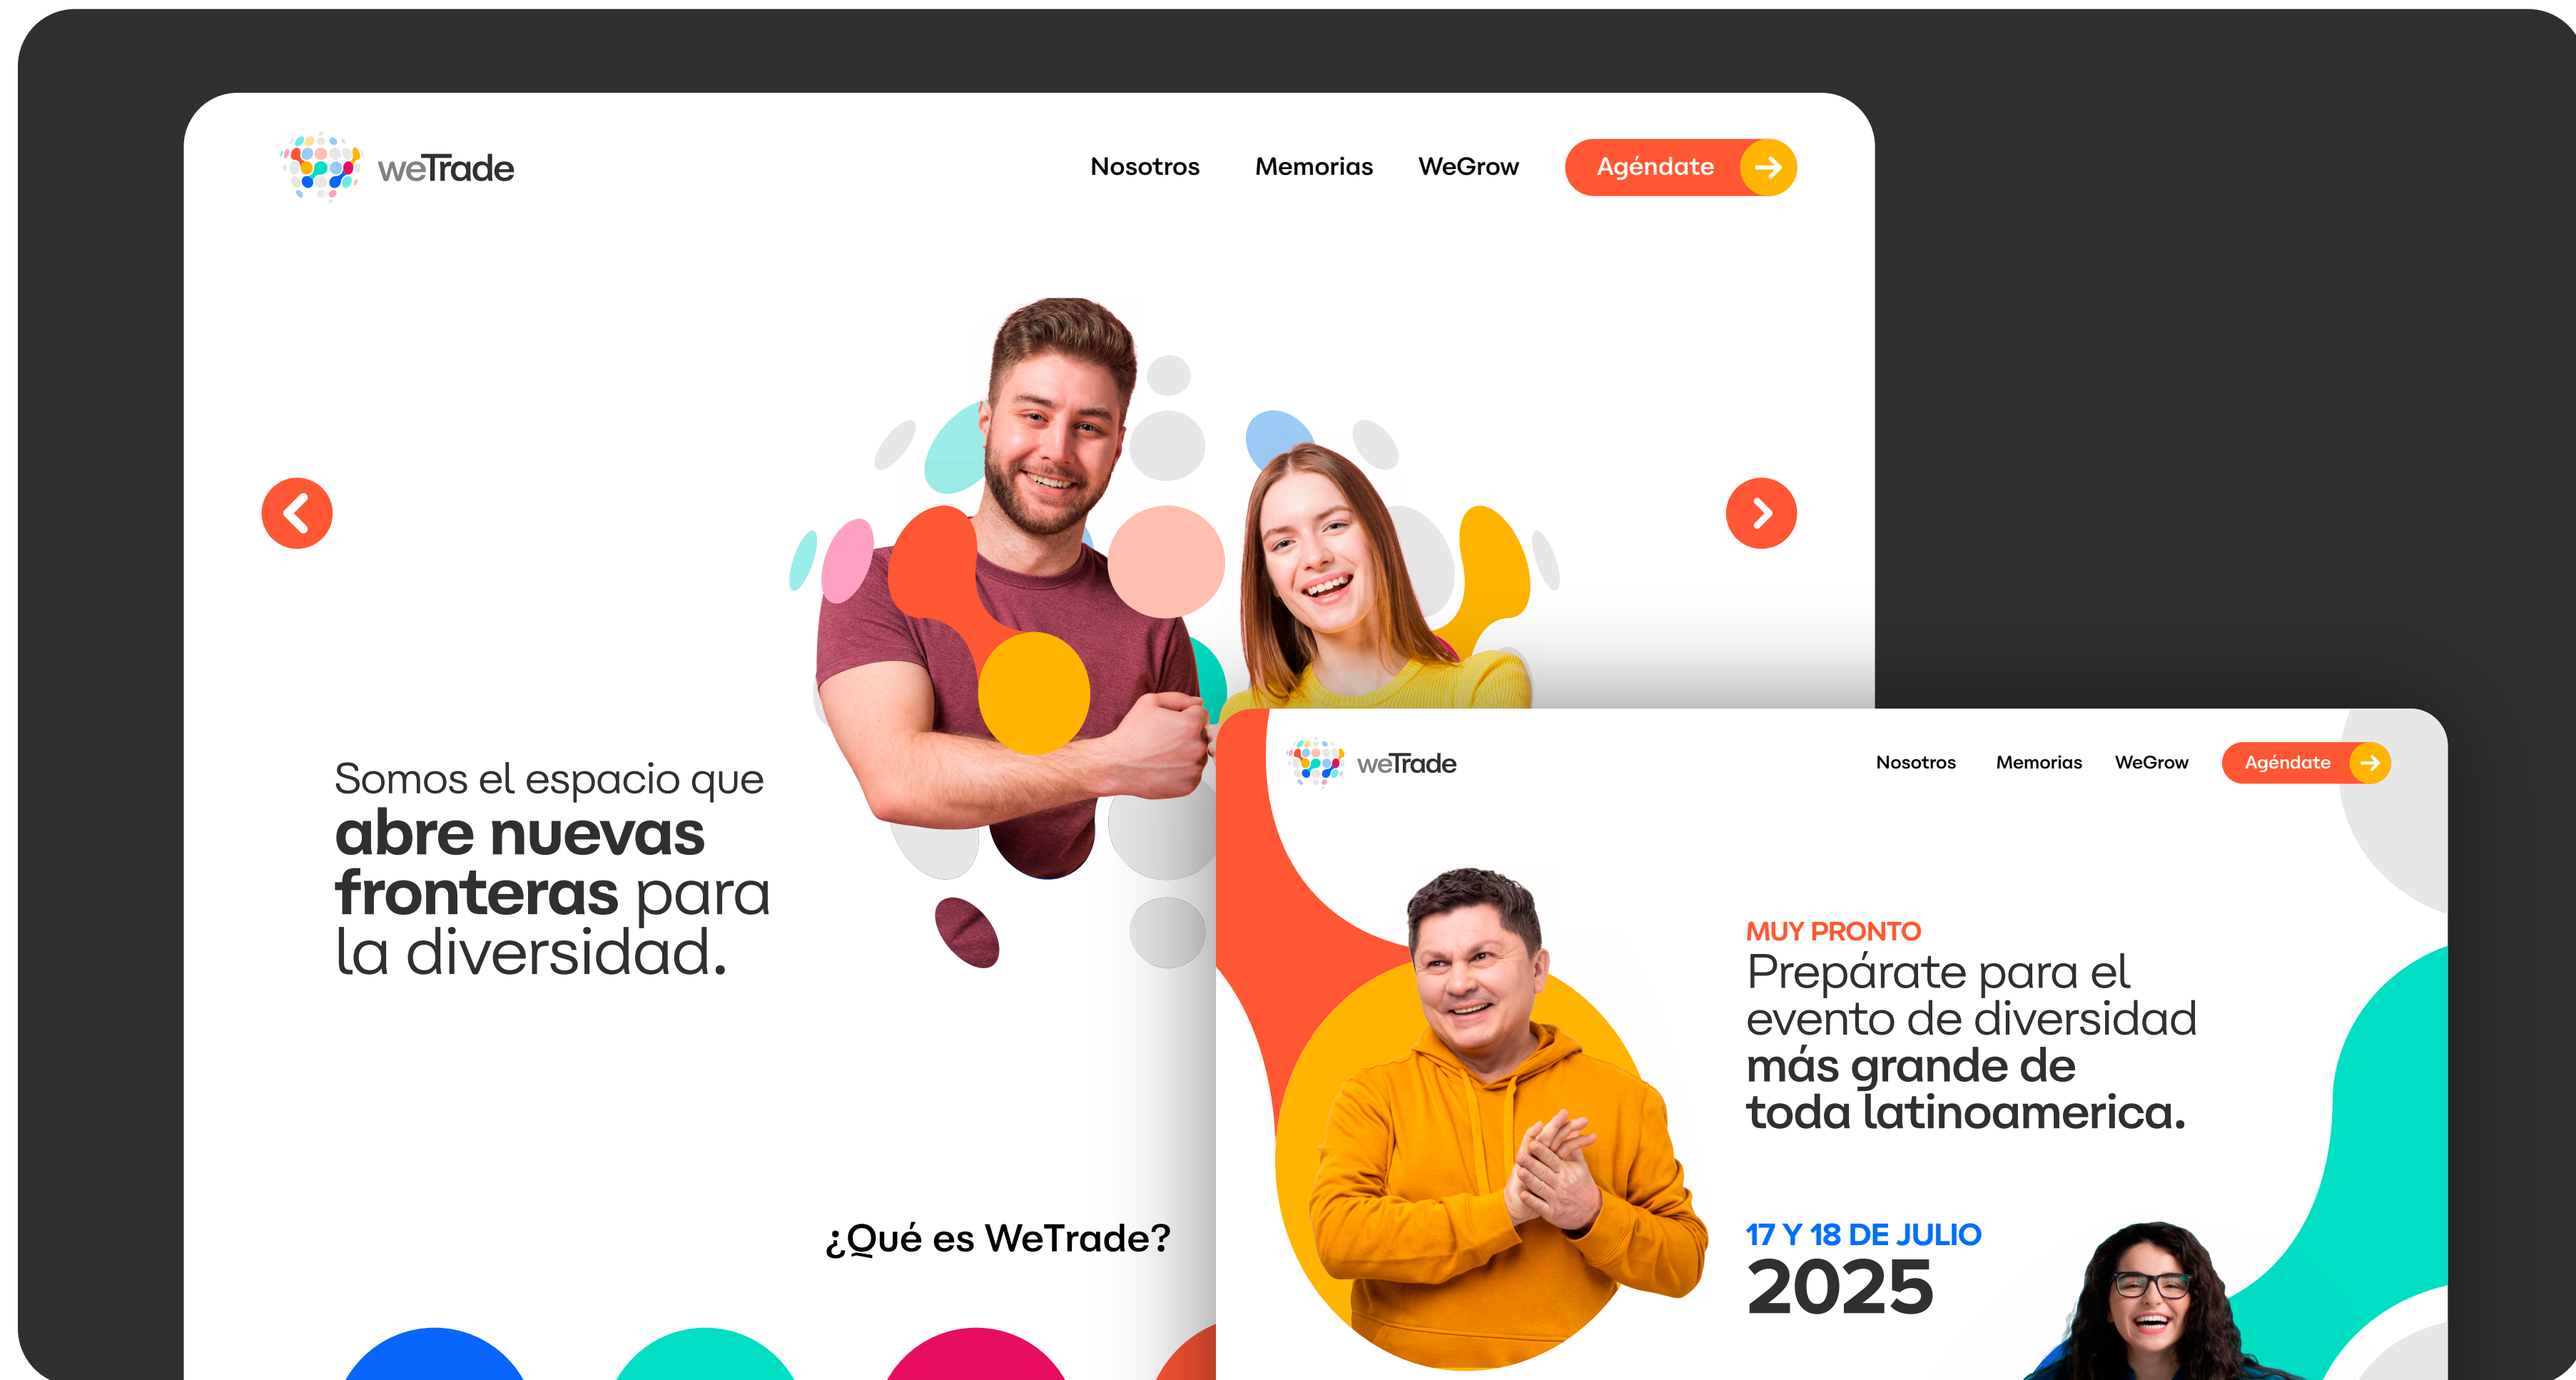 weTrade
Nosotros
Memorias
WeGrow
Agéndate
Somos el espacio que
abre nuevas
fronteras para
la diversidad.
¿Qué es WeTrade?
weTrade
Nosotros
Memorias
WeGrow
Agéndate
MUY PRONTO
Prepárate para el
evento de diversidad
más grande de
toda latinoamerica.
17 Y 18 DE JULIO
2025